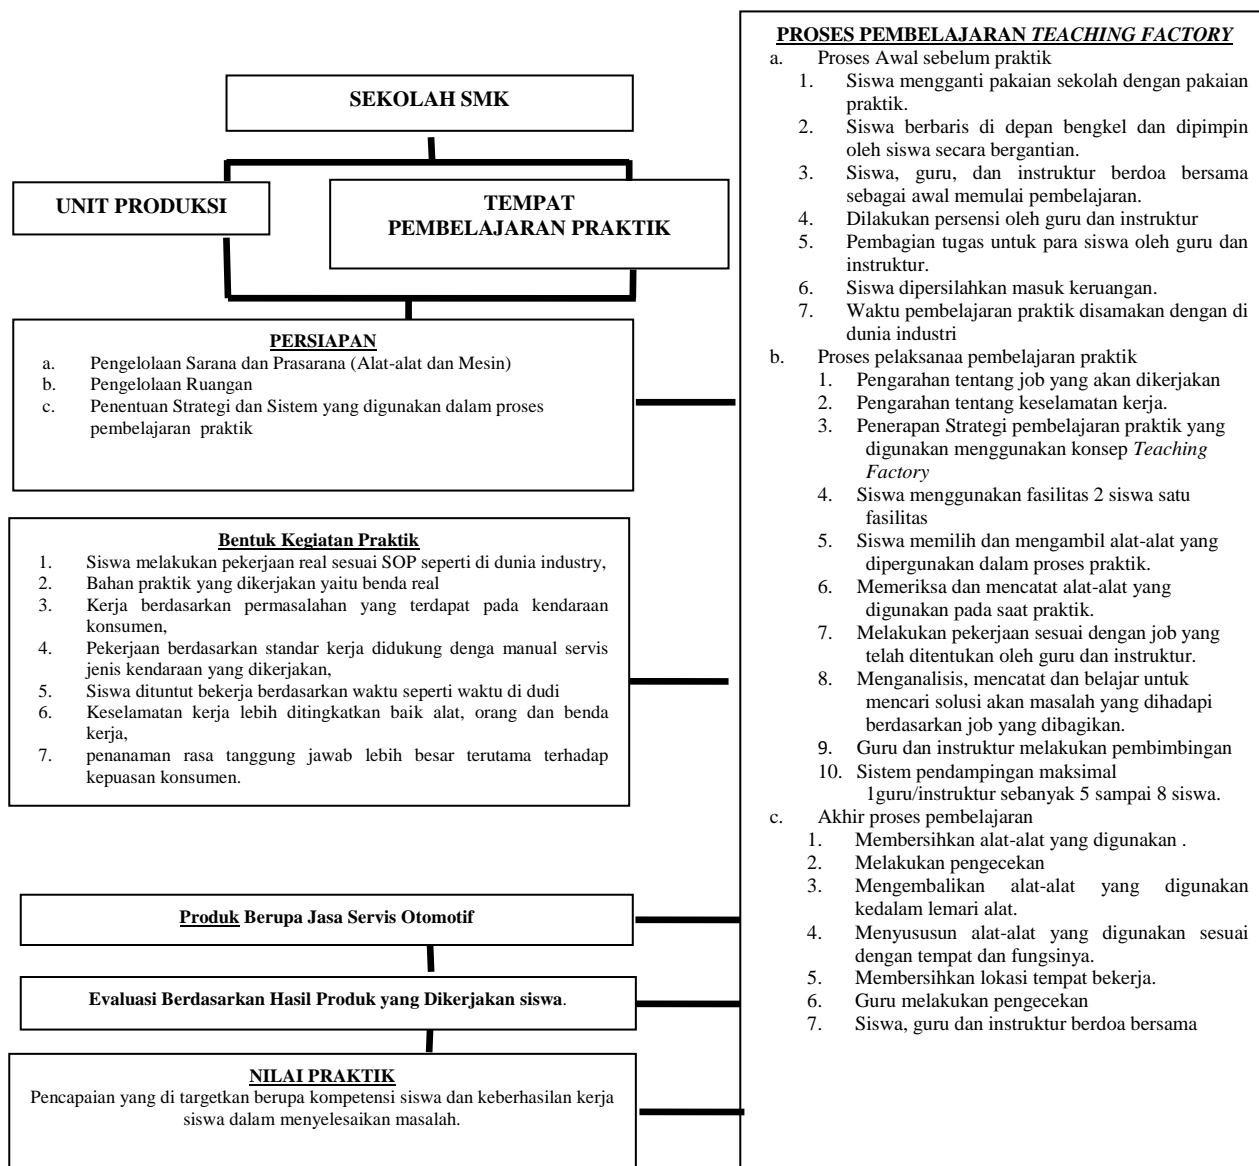 SEKOLAH SMK
UNIT PRODUKSI
TEMPAT
PEMBELAJARAN PRAKTIK
PERSIAPAN
a. Pengelolaan Sarana dan Prasarana (Alat-alat dan Mesin)
b. Pengelolaan Ruangan
c. Penentuan Strategi dan Sistem yang digunakan dalam proses
pembelajaran praktik
Bentuk Kegiatan Praktik
1. Siswa melakukan pekerjaan real sesuai SOP seperti di dunia industry,
2. Bahan praktik yang dikerjakan yaitu benda real
3. Kerja berdasarkan permasalahan yang terdapat pada kendaraan
konsumen,
4. Pekerjaan berdasarkan standar kerja didukung denga manual servis
jenis kendaraan yang dikerjakan,
5. Siswa dituntut bekerja berdasarkan waktu seperti waktu di dudi
6. Keselamatan kerja lebih ditingkatkan baik alat, orang dan benda
kerja,
7. penanaman rasa tanggung jawab lebih besar terutama terhadap
kepuasan konsumen.
Produk Berupa Jasa Servis Otomotif
Evaluasi Berdasarkan Hasil Produk yang Dikerjakan siswa.
NILAI PRAKTIK
Pencapaian yang di targetkan berupa kompetensi siswa dan keberhasilan kerja
siswa dalam menyelesaikan masalah.
PROSES PEMBELAJARAN TEACHING FACTORY
a. Proses Awal sebelum praktik
1. Siswa mengganti pakaian sekolah dengan pakaian
praktik.
2. Siswa berbaris di depan bengkel dan dipimpin
oleh siswa secara bergantian.
3. Siswa, guru, dan instruktur berdoa bersama
sebagai awal memulai pembelajaran.
4. Dilakukan persensi oleh guru dan instruktur
5. Pembagian tugas untuk para siswa oleh guru dan
instruktur.
6. Siswa dipersilahkan masuk keruangan.
7. Waktu pembelajaran praktik disamakan dengan di
dunia industri
b. Proses pelaksanaa pembelajaran praktik
1. Pengarahan tentang job yang akan dikerjakan
2. Pengarahan tentang keselamatan kerja.
3. Penerapan Strategi pembelajaran praktik yang
digunakan menggunakan konsep Teaching
Factory
4. Siswa menggunakan fasilitas 2 siswa satu
fasilitas
5. Siswa memilih dan mengambil alat-alat yang
dipergunakan dalam proses praktik.
6. Memeriksa dan mencatat alat-alat yang
digunakan pada saat praktik.
7. Melakukan pekerjaan sesuai dengan job yang
telah ditentukan oleh guru dan instruktur.
8. Menganalisis, mencatat dan belajar untuk
mencari solusi akan masalah yang dihadapi
berdasarkan job yang dibagikan.
9. Guru dan instruktur melakukan pembimbingan
10. Sistem pendampingan maksimal
1guru/instruktur sebanyak 5 sampai 8 siswa.
c. Akhir proses pembelajaran
1. Membersihkan alat-alat yang digunakan .
2. Melakukan pengecekan
3. Mengembalikan alat-alat yang digunakan
kedalam lemari alat.
4. Menyususun alat-alat yang digunakan sesuai
dengan tempat dan fungsinya.
5. Membersihkan lokasi tempat bekerja.
6. Guru melakukan pengecekan
7. Siswa, guru dan instruktur berdoa bersama